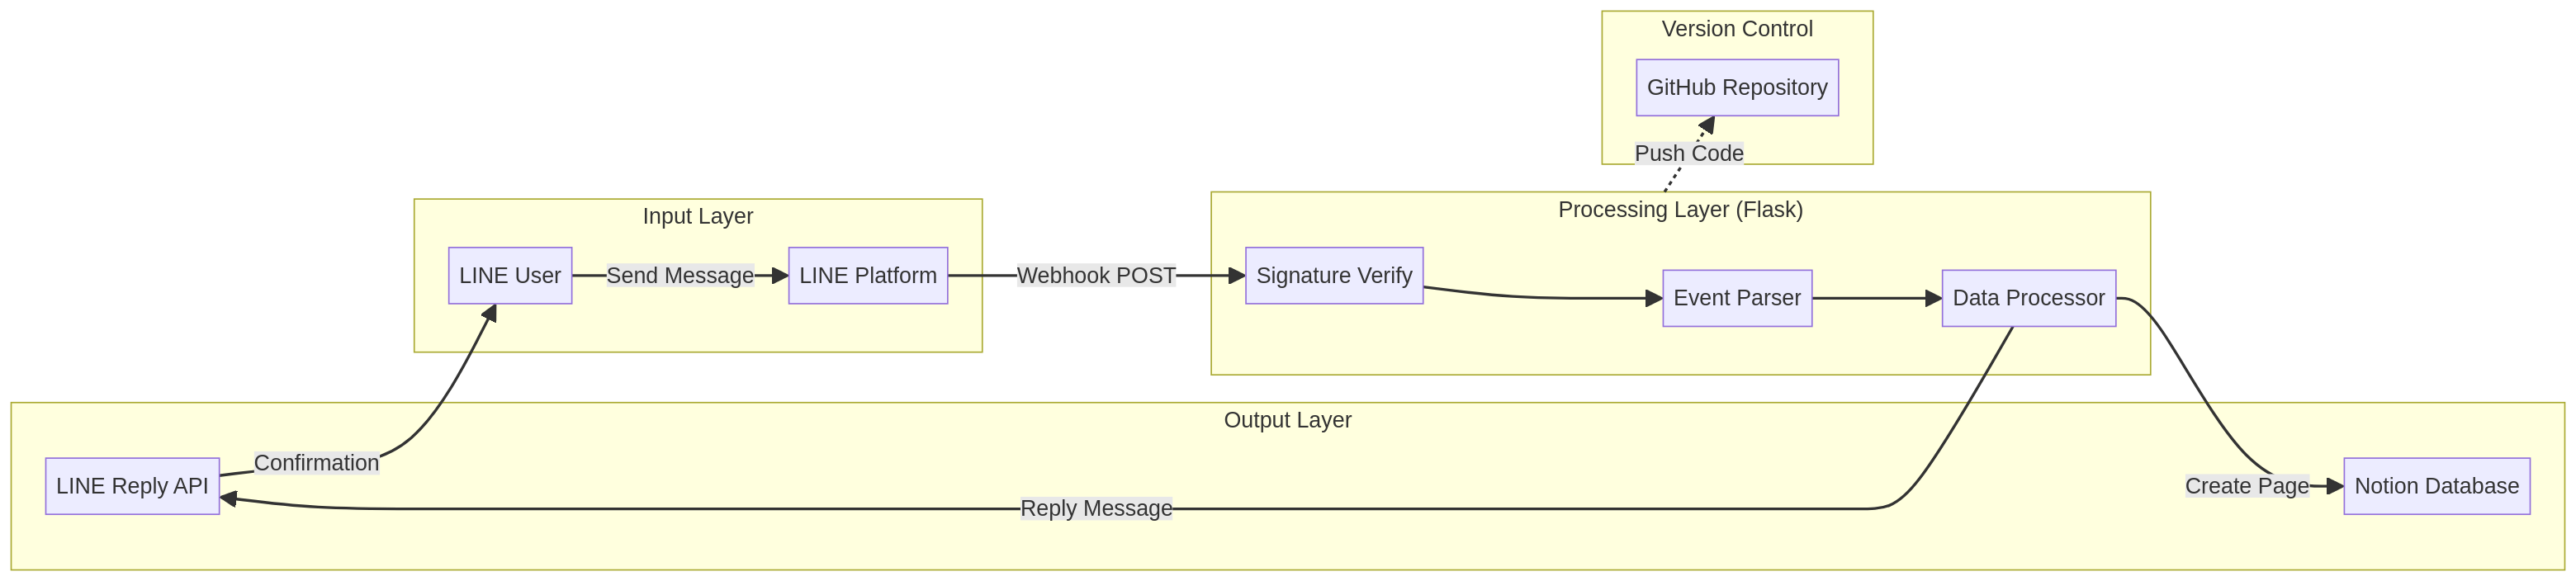 Version Control
GitHub Repository
Push Code
Input Layer
LINE User
Send Message
LINE Platform
Webhook POST
Processing Layer (Flask)
Signature Verify
Event Parser
Data Processor
Output Layer
LINE Reply API
Confirmation
Reply Message
Create Page
Notion Database